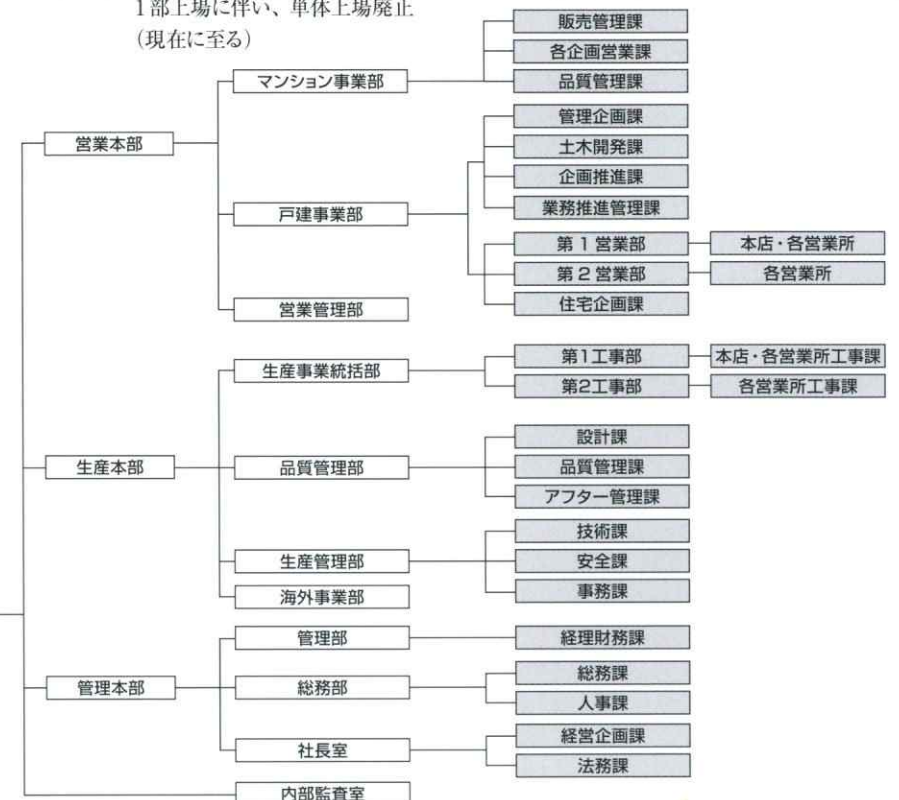 1部上場に伴い、単体上場廃止
（現在に至る）
営業本部
マンション事業部
販売管理課
各企画営業課
品質管理課
戸建事業部
管理企画課
土木開発課
企画推進課
業務推進管理課
第1営業部
本店・各営業所
第2営業部
各営業所
住宅企画課
営業管理部
生産本部
生産事業統括部
第1工事部
本店・各営業所工事課
第2工事部
各営業所工事課
品質管理部
設計課
品質管理課
アフター管理課
生産管理部
技術課
安全課
事務課
海外事業部
管理本部
管理部
経理財務課
総務部
総務課
人事課
社長室
経営企画課
法務課
内部監査室